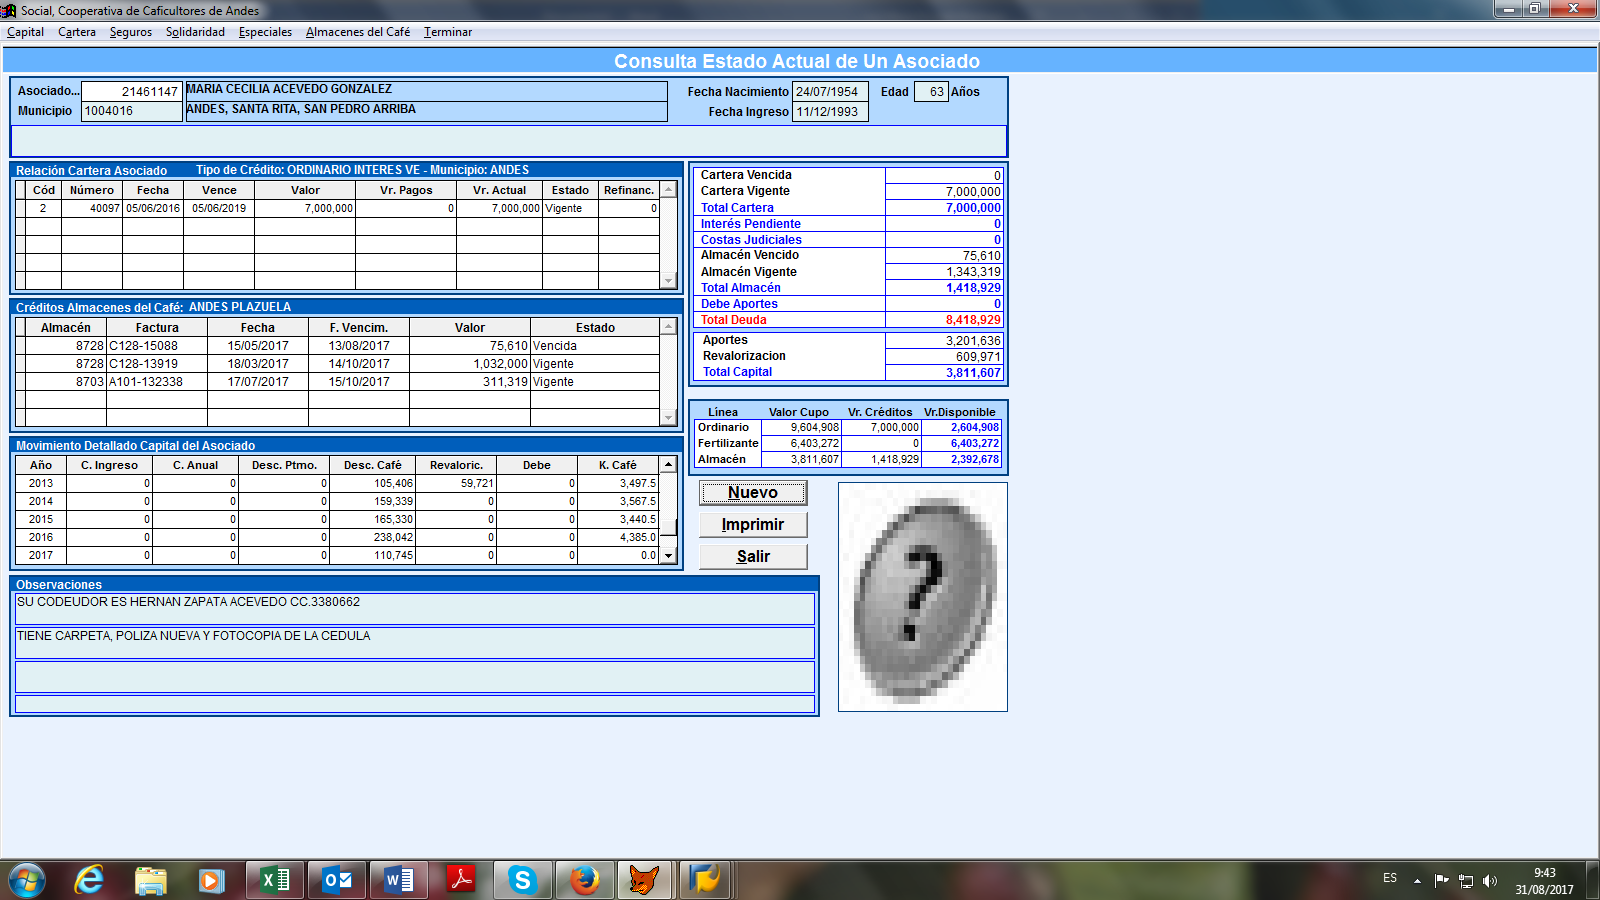 Social, Cooperativa de Caficultores de Andes
Capital Cartera Seguros Solidaridad Especiales Almacenes del Café Terminar
Consulta Estado Actual de Un Asociado
Asociado... 21461147 MARIA CECILIA ACEVEDO GONZALEZ Fecha Nacimiento 24/07/1954 Edad 63 Años
Municipio 1004016 ANDES, SANTA RITA, SAN PEDRO ARRIBA Fecha Ingreso 11/12/1993
Relación Cartera Asociado Tipo de Crédito: ORDINARIO INTERES VE - Municipio: ANDES
Cód Número Fecha Vence Valor Vr. Pagos Vr. Actual Estado Refinanc.
2 40097 05/06/2016 05/06/2019 7,000,000 0 7,000,000 Vigente 0
Cartera Vencida 0
Cartera Vigente 7,000,000
Total Cartera 7,000,000
Interés Pendiente 0
Costas Judiciales 0
Almacén Vencido 75,610
Almacén Vigente 1,343,319
Total Almacén 1,418,929
Debe Aportes 0
Total Deuda 8,418,929
Aportes 3,201,636
Revalorizacion 609,971
Total Capital 3,811,607
Créditos Almacenes del Café: ANDES PLAZUELA
Almacén Factura Fecha F. Vencim. Valor Estado
8728 C128-15088 15/05/2017 13/08/2017 75,610 Vencida
8728 C128-13919 18/03/2017 14/10/2017 1,032,000 Vigente
8703 A101-132338 17/07/2017 15/10/2017 311,319 Vigente
Línea Valor Cupo Vr. Créditos Vr.Disponible
Ordinario 9,604,908 7,000,000 2,604,908
Fertilizante 6,403,272 0 6,403,272
Almacén 3,811,607 1,418,929 2,392,678
Movimiento Detallado Capital del Asociado
Año C. Ingreso C. Anual Desc. Ptmo. Desc. Café Revaloric. Debe K. Café
2013 0 0 0 105,406 59,721 0 3,497.5
2014 0 0 0 159,339 0 0 3,567.5
2015 0 0 0 165,330 0 0 3,440.5
2016 0 0 0 238,042 0 0 4,385.0
2017 0 0 0 110,745 0 0 0.0
Nuevo
Imprimir
Salir
?
Observaciones
SU CODEUDOR ES HERNAN ZAPATA ACEVEDO CC.3380662
TIENE CARPETA, POLIZA NUEVA Y FOTOCOPIA DE LA CEDULA
ES
9:43
31/08/2017